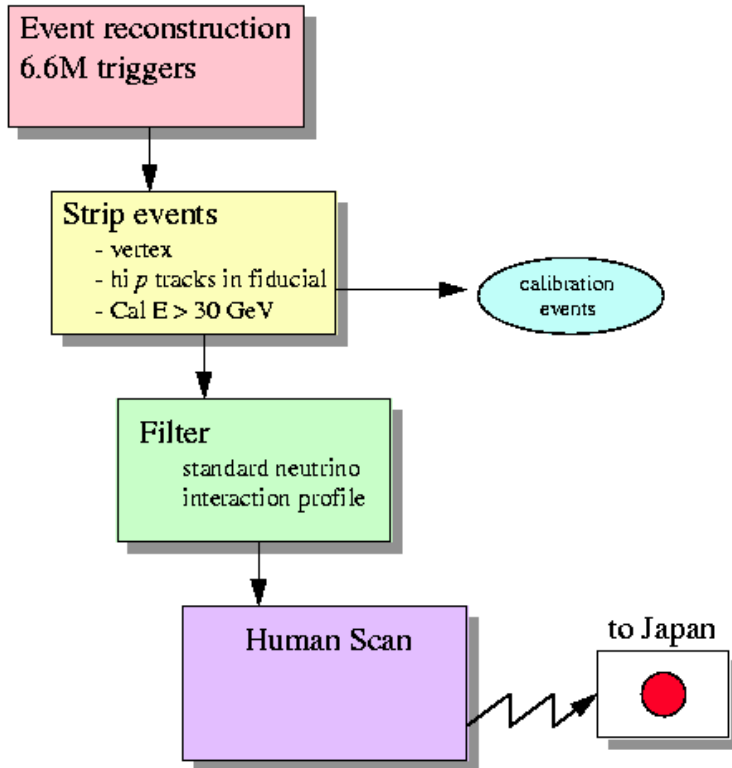 Event reconstruction
6.6M triggers
Strip events
- vertex
- hi p tracks in fiducial
- Cal E > 30 GeV
calibration
events
Filter
standard neutrino
interaction profile
Human Scan
to Japan